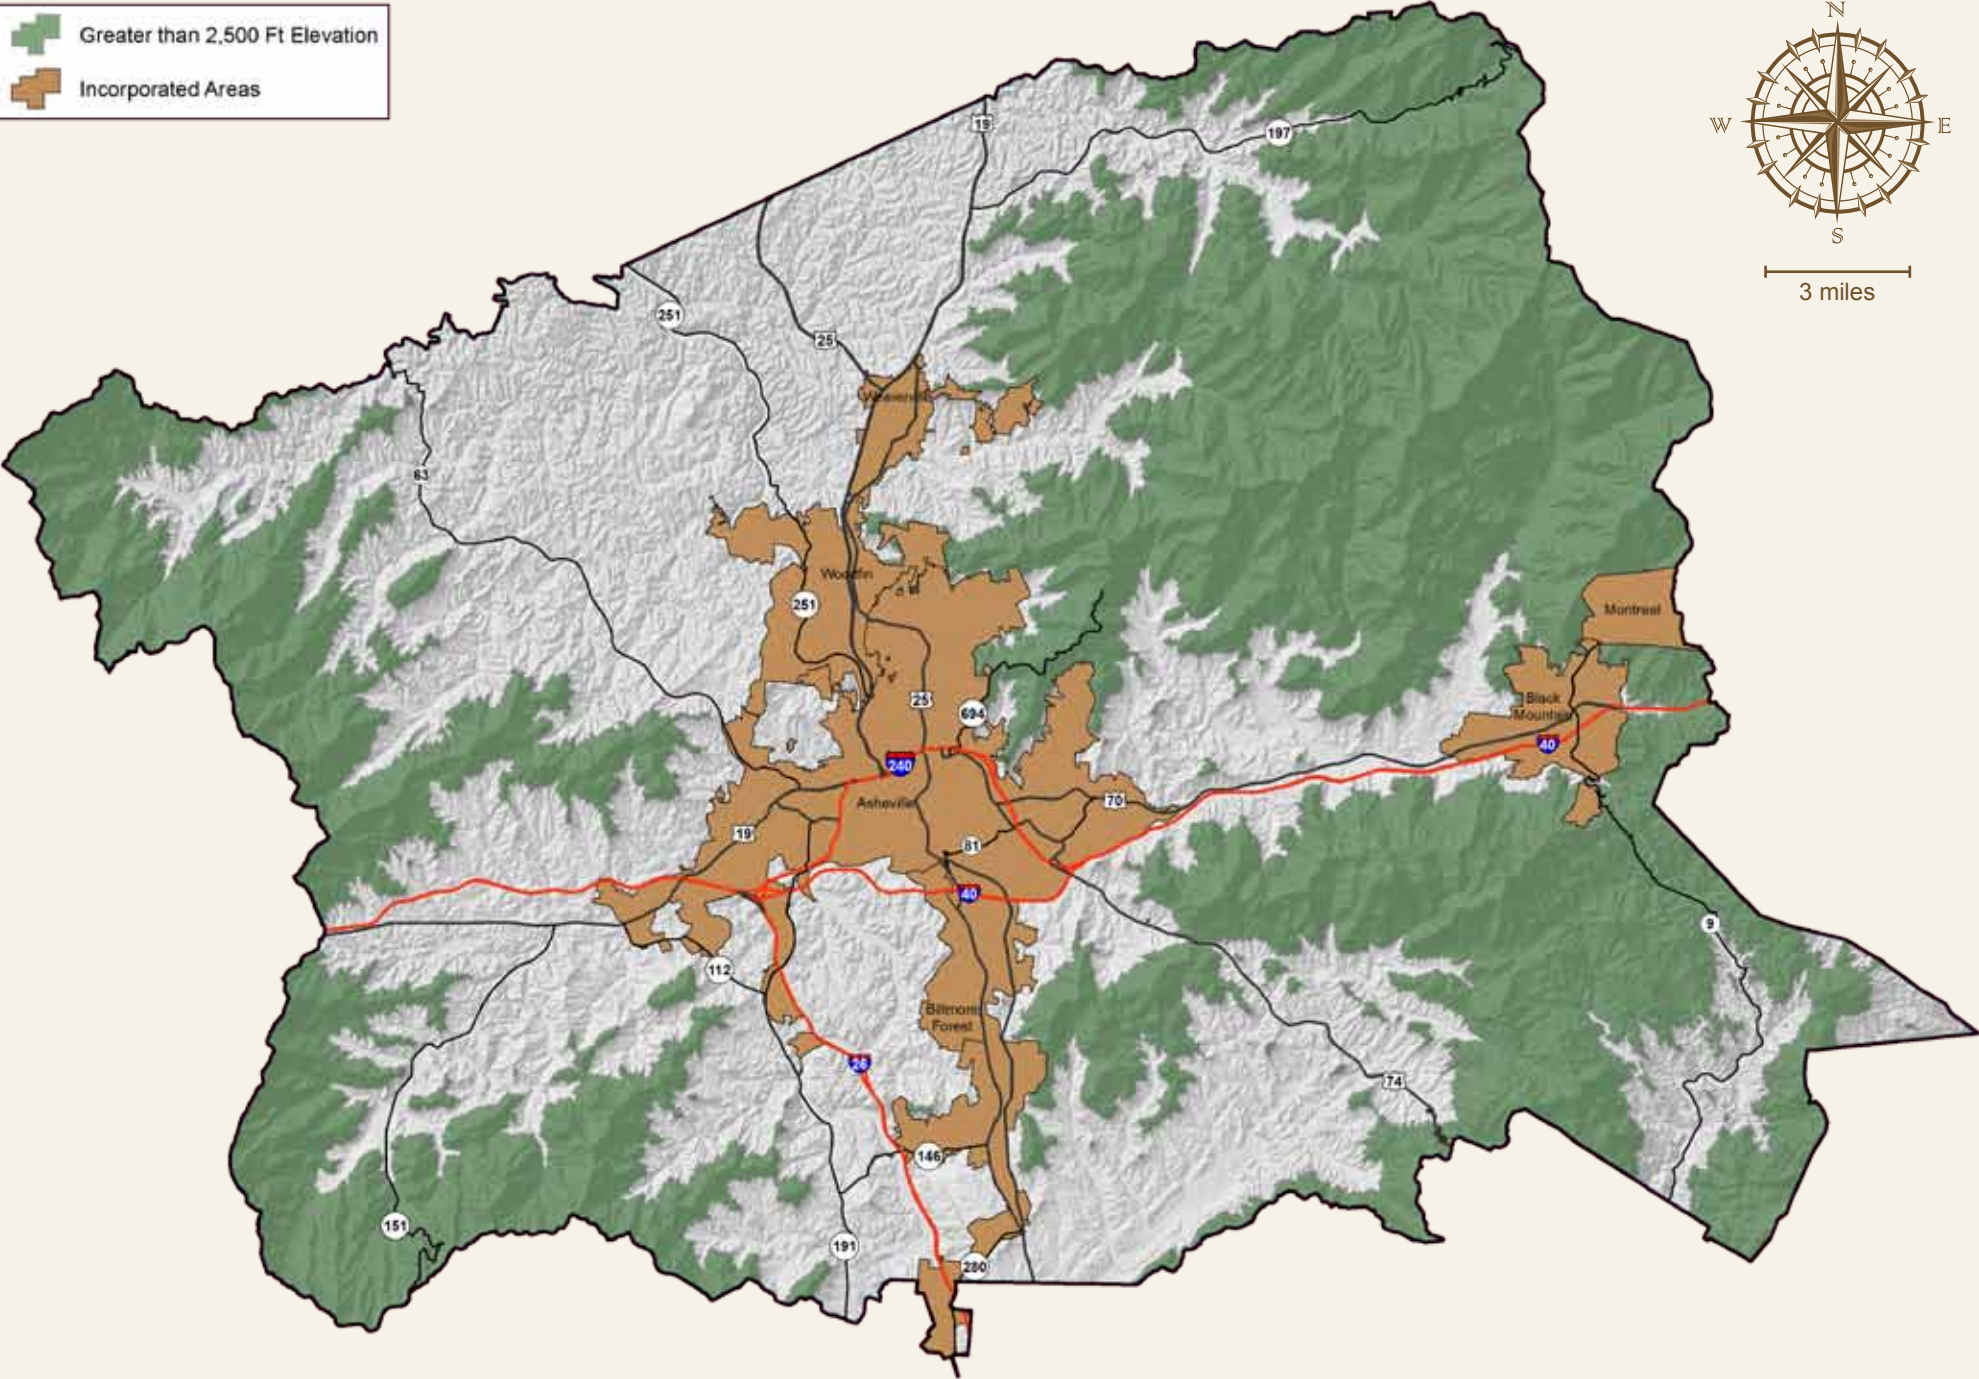 Greater than 2,500 Ft Elevation
Incorporated Areas
N
W
E
S
3 miles
19
197
251
25
Weaverville
63
Woodfin
251
Montreat
25
694
Black
Mountain
40
240
Asheville
70
19
81
40
9
112
Biltmore
Forest
26
74
146
151
191
280